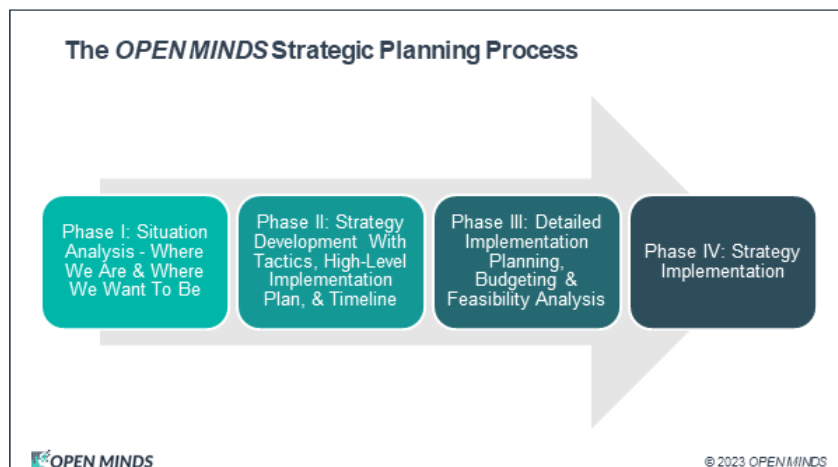 The OPEN MINDS Strategic Planning Process
Phase I: Situation
Analysis - Where
We Are & Where
We Want To Be
Phase II: Strategy
Development With
Tactics, High-Level
Implementation
Plan, & Timeline
Phase III: Detailed
Implementation
Planning,
Budgeting &
Feasibility Analysis
Phase IV: Strategy
Implementation
OPEN MINDS
© 2023 OPEN MINDS